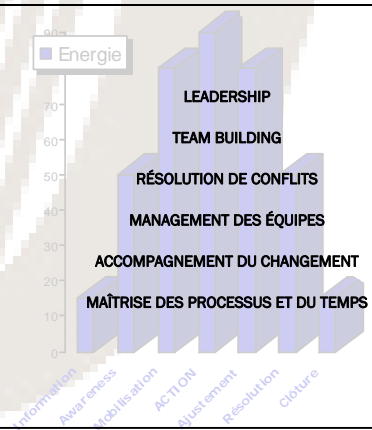 90
Energie
LEADERSHIP
70
TEAM BUILDING
60
RÉSOLUTION DE CONFLITS
50
MANAGEMENT DES ÉQUIPES
40
30
ACCOMPAGNEMENT DU CHANGEMENT
20
MAÎTRISE DES PROCESSUS ET DU TEMPS
10
0
Information
Awareness
Mobilisation
ACTION
Ajustement
Résolution
Clôture